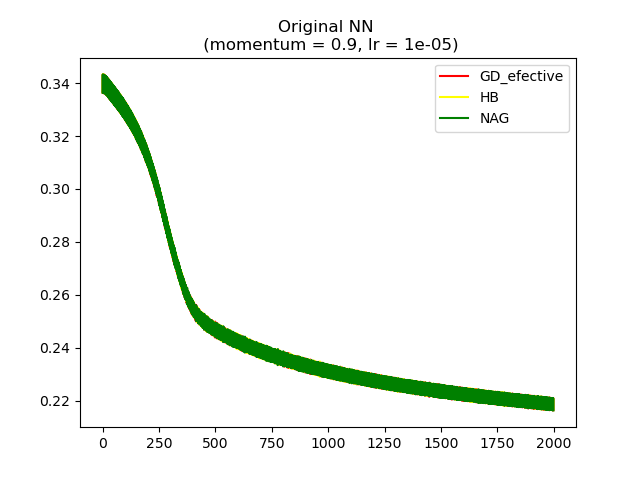 Original NN
(momentum = 0.9, lr = 1e-05)
GD_efective
HB
NAG
0.34
0.32
0.30
0.28
0.26
0.24
0.22
0 250 500 750 1000 1250 1500 1750 2000